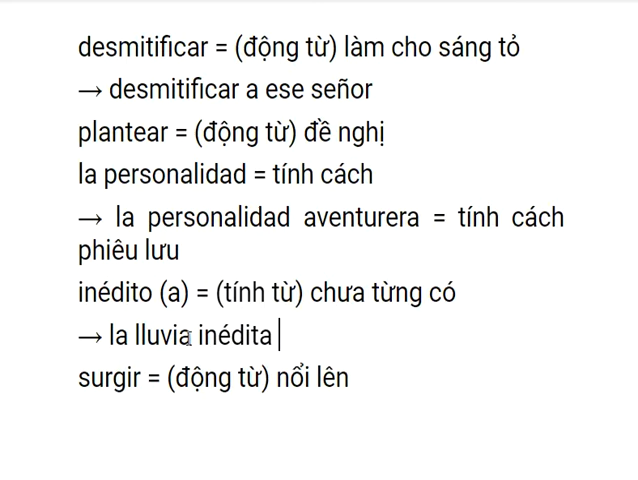 desmitificar = (động từ) làm cho sáng tỏ
→ desmitificar a ese señor
plantear = (động từ) đề nghị
la personalidad = tính cách
→ la personalidad aventurera = tính cách
phiêu lưu
inédito (a) = (tính từ) chưa từng có
→ la lluvia inédita
surgir = (động từ) nổi lên